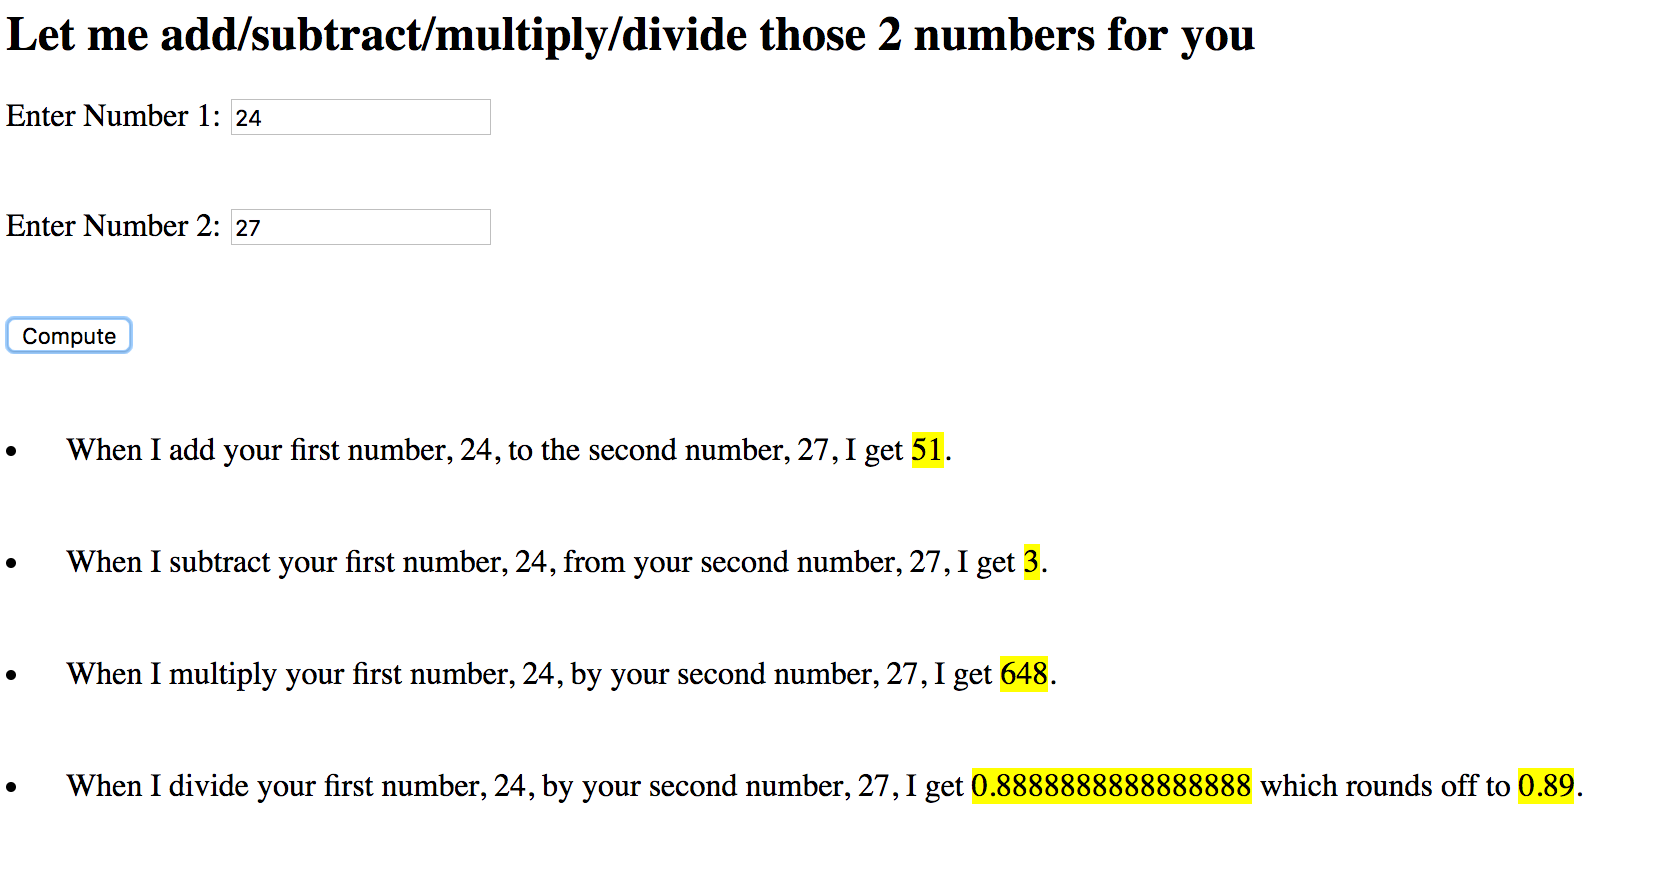 Let me add/subtract/multiply/divide those 2 numbers for you
Enter Number 1: 24
Enter Number 2: 27
Compute
• When I add your first number, 24, to the second number, 27, I get 51.
• When I subtract your first number, 24, from your second number, 27, I get 3.
• When I multiply your first number, 24, by your second number, 27, I get 648.
• When I divide your first number, 24, by your second number, 27, I get 0.8888888888888888 which rounds off to 0.89.